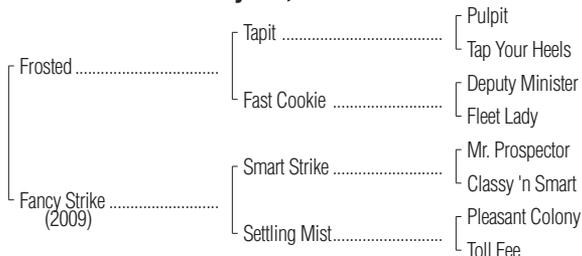 Pulpit
Tapit ........................................
Tap Your Heels
Frosted ....................................
Deputy Minister
Fast Cookie ...........................
Fleet Lady
Mr. Prospector
Smart Strike ...........................
Classy 'n Smart
Fancy Strike ...........................
(2009)
Pleasant Colony
Settling Mist...........................
Toll Fee